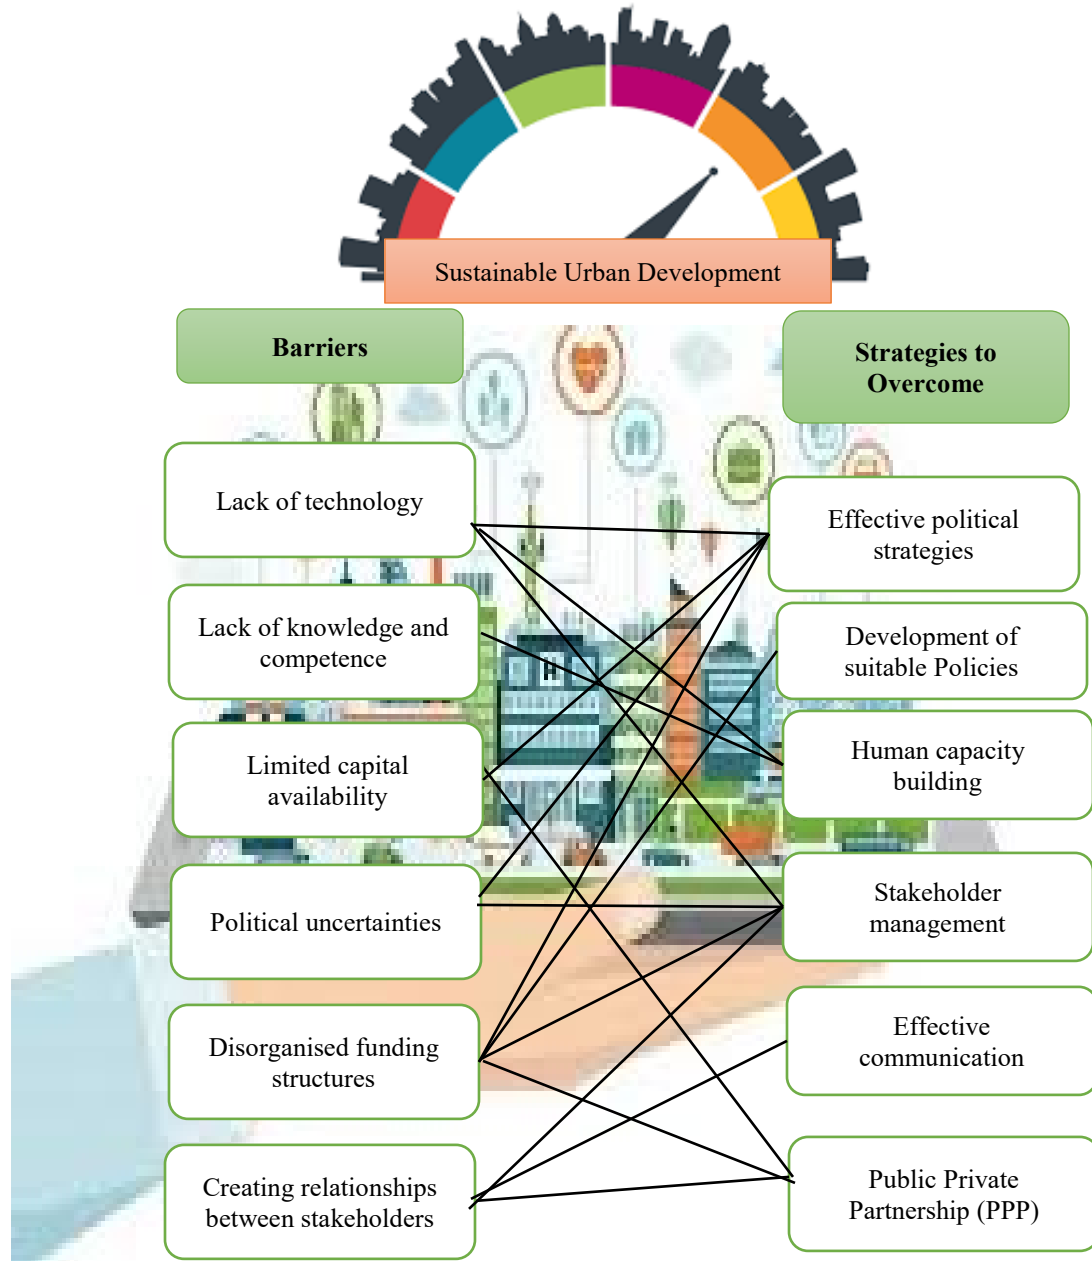 Sustainable Urban Development
Barriers
Strategies to
Overcome
Lack of technology
Effective political
strategies
Lack of knowledge and
competence
Development of
suitable Policies
Limited capital
availability
Human capacity
building
Political uncertainties
Stakeholder
management
Disorganised funding
structures
Effective
communication
Creating relationships
between stakeholders
Public Private
Partnership (PPP)